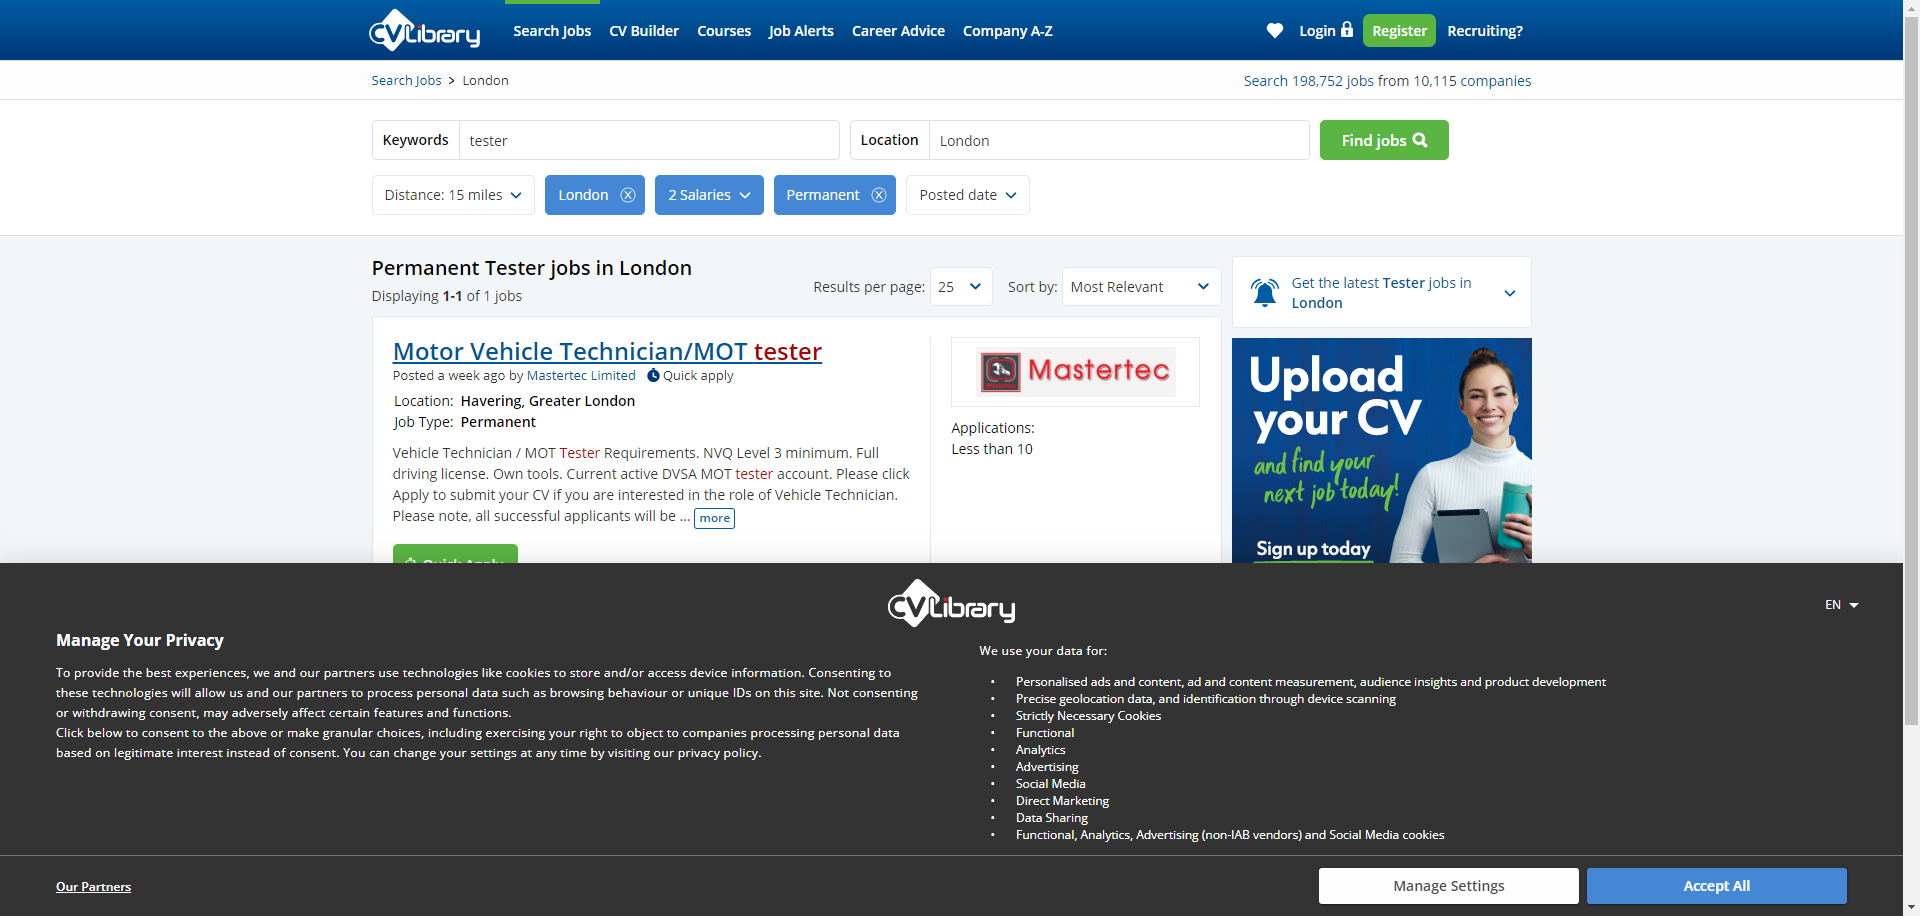 CVLibrary
Search Jobs CV Builder Courses Job Alerts Career Advice Company A-Z Login Register Recruiting?
Search Jobs > London
Search 198,752 jobs from 10,115 companies
Keywords tester Location London Find jobs
Distance: 15 miles London 2 Salaries Permanent Posted date
Permanent Tester jobs in London
Displaying 1-1 of 1 jobs
Results per page: 25 Sort by: Most Relevant
Get the latest Tester jobs in
London
Motor Vehicle Technician/MOT tester
Posted a week ago by Mastertec Limited Quick apply
Location: Havering, Greater London
Job Type: Permanent
Vehicle Technician / MOT Tester Requirements. NVQ Level 3 minimum. Full
driving license. Own tools. Current active DVSA MOT tester account. Please click
Apply to submit your CV if you are interested in the role of Vehicle Technician.
Please note, all successful applicants will be ... more
Quick Apply
Mastertec
Applications:
Less than 10
Upload
your CV
and find your
next job today!
Sign up today
CVLibrary
EN
Manage Your Privacy
To provide the best experiences, we and our partners use technologies like cookies to store and/or access device information. Consenting to
these technologies will allow us and our partners to process personal data such as browsing behaviour or unique IDs on this site. Not consenting
or withdrawing consent, may adversely affect certain features and functions.
Click below to consent to the above or make granular choices, including exercising your right to object to companies processing personal data
based on legitimate interest instead of consent. You can change your settings at any time by visiting our privacy policy.
We use your data for:
• Personalised ads and content, ad and content measurement, audience insights and product development
• Precise geolocation data, and identification through device scanning
• Strictly Necessary Cookies
• Functional
• Analytics
• Advertising
• Social Media
• Direct Marketing
• Data Sharing
• Functional, Analytics, Advertising (non-IAB vendors) and Social Media cookies
Our Partners
Manage Settings
Accept All